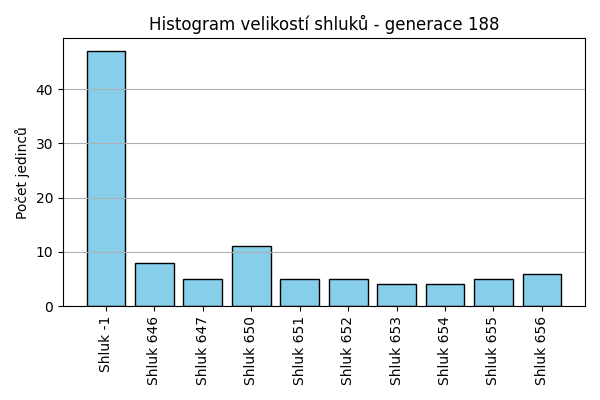 Histogram velikostí shluků - generace 188
Počet jedinců
40
30
20
10
0
Shluk -1
Shluk 646
Shluk 647
Shluk 650
Shluk 651
Shluk 652
Shluk 653
Shluk 654
Shluk 655
Shluk 656